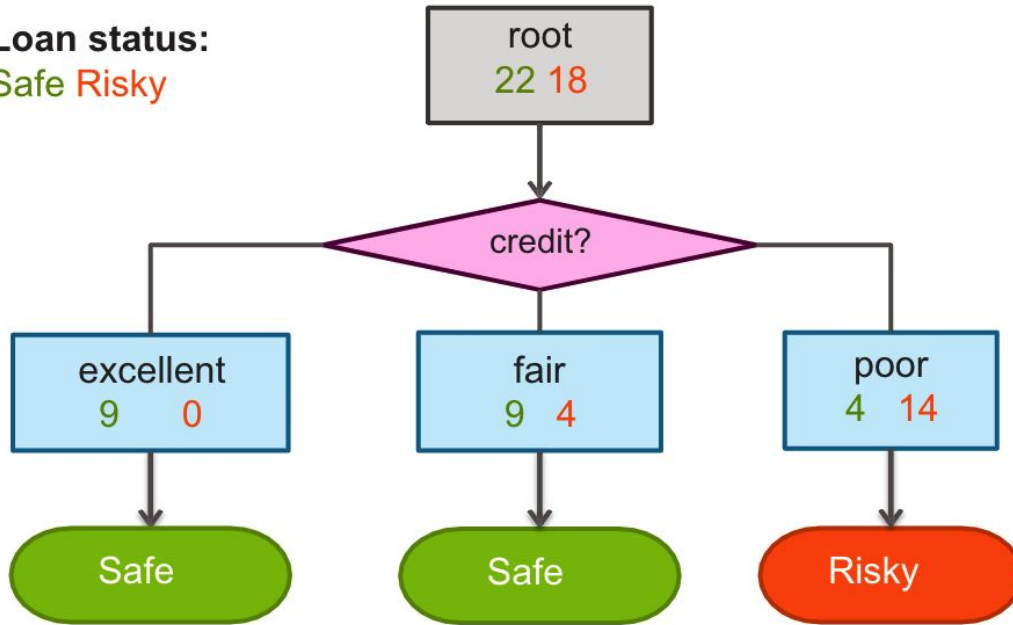 Loan status:
Safe Risky
root
22 18
credit?
excellent
9 0
fair
9 4
poor
4 14
Safe
Safe
Risky